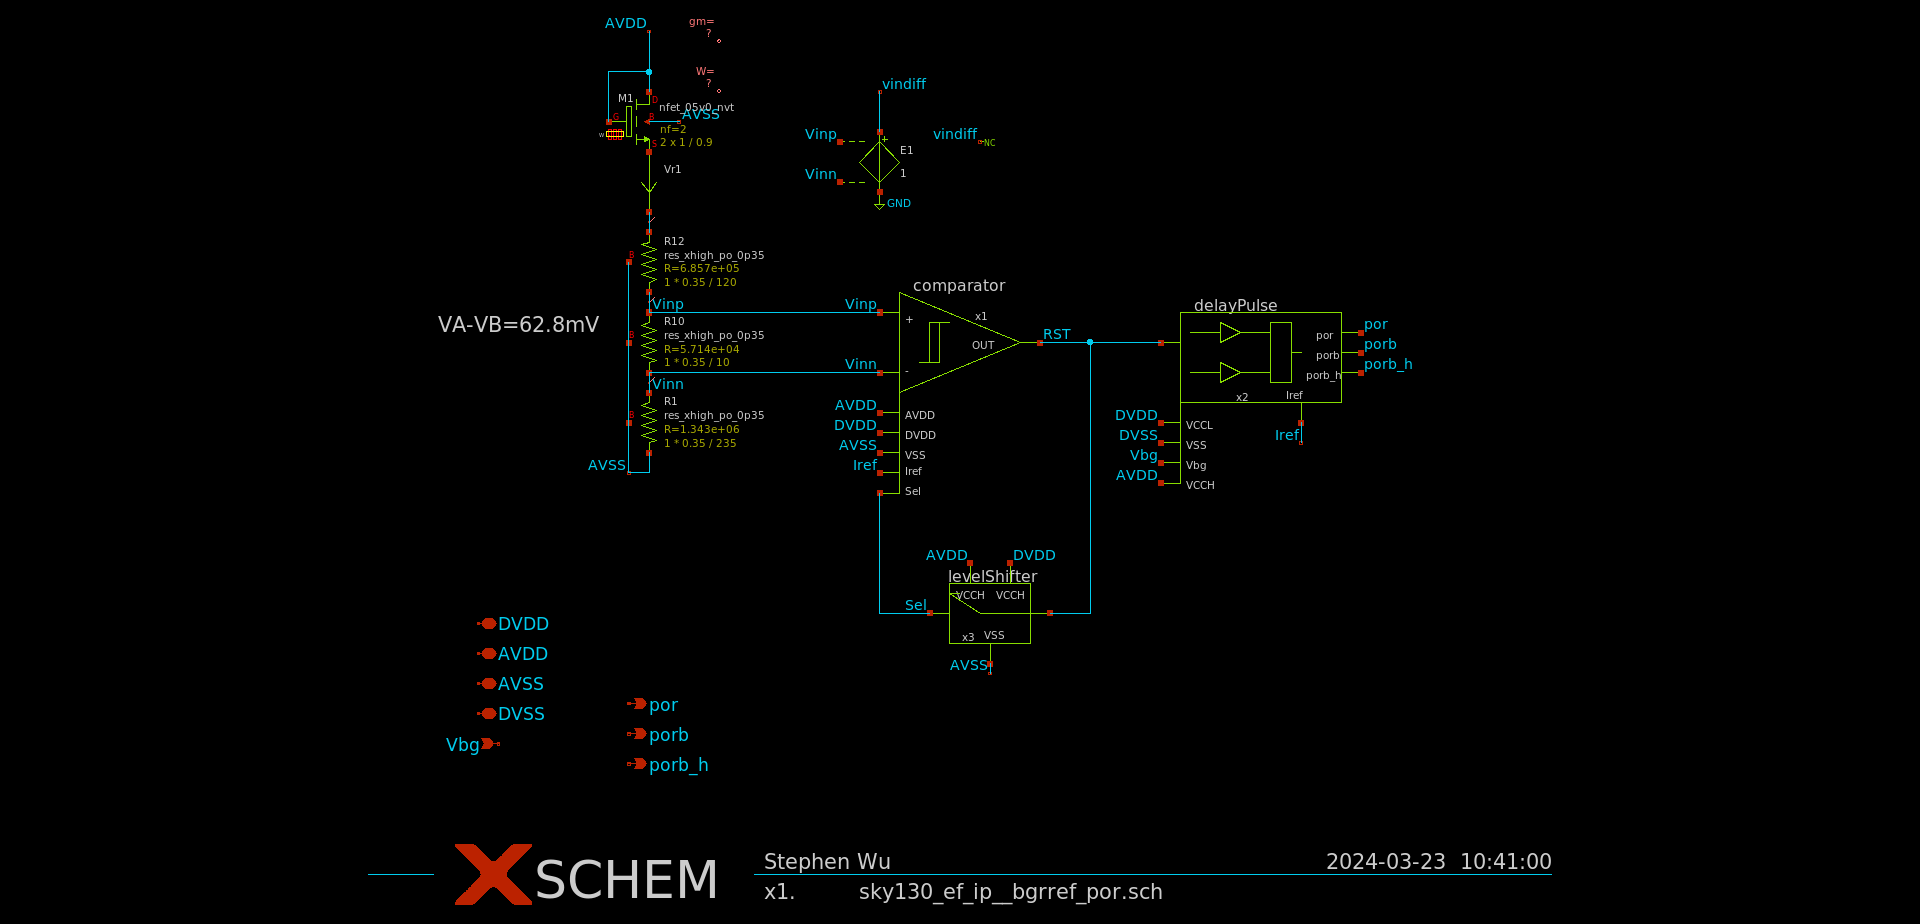 AVDD
gm=
?
W=
?
M1
D
nfet_05v0_nvt
G
B
AVSS
nf=2
2 x 1 / 0.9
S
Vr1
vindiff
Vinp
vindiff
NC
+
E1
Vinn
1
GND
R12
B
res_xhigh_po_0p35
R=6.857e+05
1 * 0.35 / 120
VA-VB=62.8mV
Vinp
R10
B
res_xhigh_po_0p35
R=5.714e+04
1 * 0.35 / 10
Vinn
R1
B
res_xhigh_po_0p35
R=1.343e+06
1 * 0.35 / 235
AVSS
comparator
Vinp
+
x1
OUT
Vinn
-
AVDD
AVDD
DVDD
DVDD
AVSS
VSS
Iref
Iref
Sel
RST
delayPulse
por
por
porb
porb
porb_h
porb_h
x2
Iref
Iref
DVDD
VCCL
DVSS
VSS
Vbg
Vbg
AVDD
VCCH
AVDD
DVDD
levelShifter
VCCH
VCCH
Sel
x3
VSS
AVSS
DVDD
AVDD
AVSS
DVSS
Vbg
por
porb
porb_h
XSCHEM
Stephen Wu
2024-03-23 10:41:00
x1.
sky130_ef_ip__bgrref_por.sch